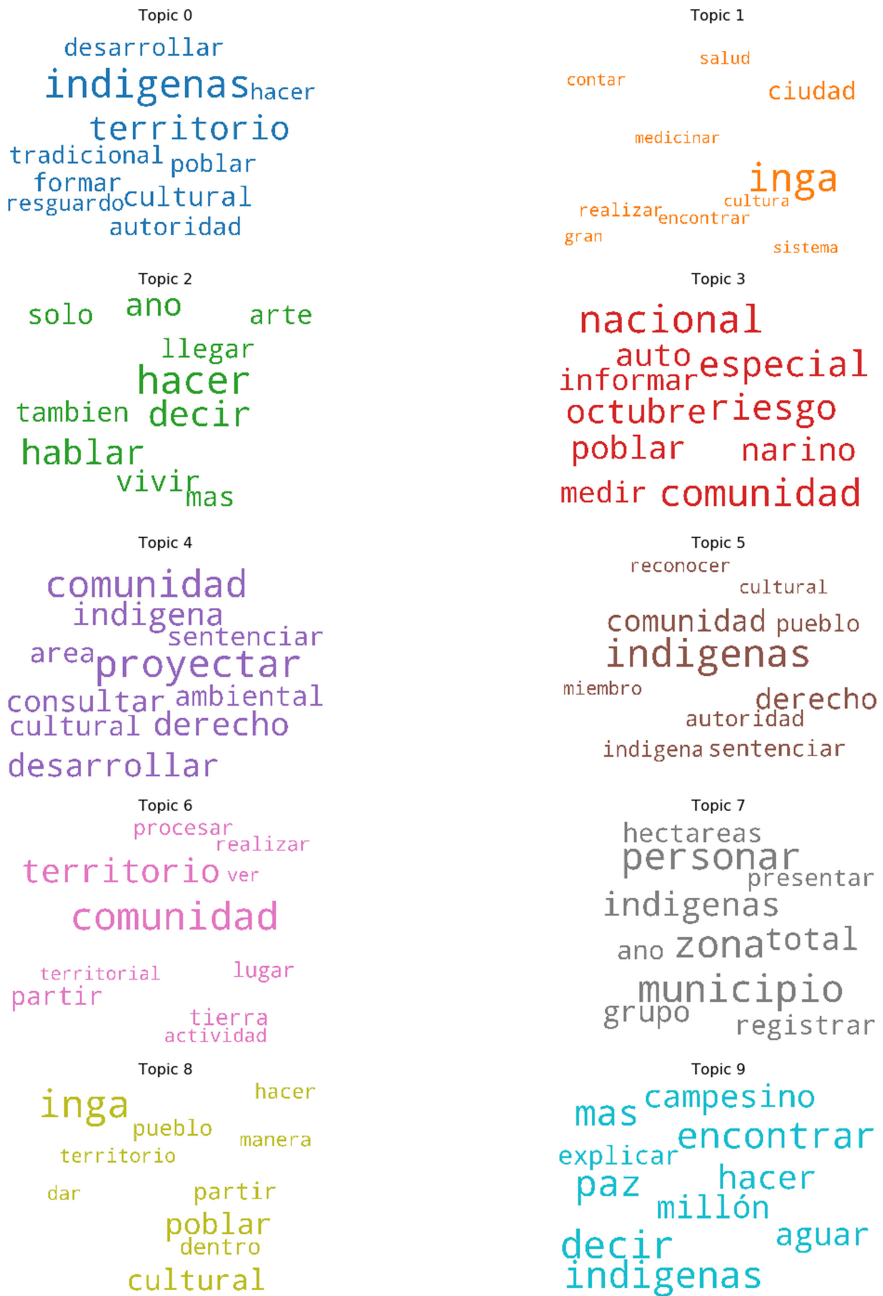 Topic 0
desarrollar
indigenas hacer
territorio
tradicional poblar
formar
resguardo cultural
autoridad
Topic 1
salud
contar
ciudad
medicinar
inga
cultura
realizar encontrar
gran
sistema
Topic 2
solo ano arte
llegar
hacer
tambien decir
hablar
vivir
mas
Topic 3
nacional
auto especial
informar
octubre riesgo
poblar narino
medir comunidad
Topic 4
comunidad
indigena
sentenciar
area proyectar
consultar ambiental
cultural derecho
desarrollar
Topic 5
reconocer
cultural
comunidad pueblo
indigenas
miembro derecho
autoridad
indigena sentenciar
Topic 6
procesar
realizar
territorio ver
comunidad
territorial lugar
partir
tierra
actividad
Topic 7
hectareas
personar
presentar
indigenas
ano zona total
municipio
grupo registrar
Topic 8
hacer
inga
pueblo manera
territorio
dar partir
poblar
dentro
cultural
Topic 9
mas campesino
encontrar
explicar
paz hacer
millón
aguar
decir
indigenas